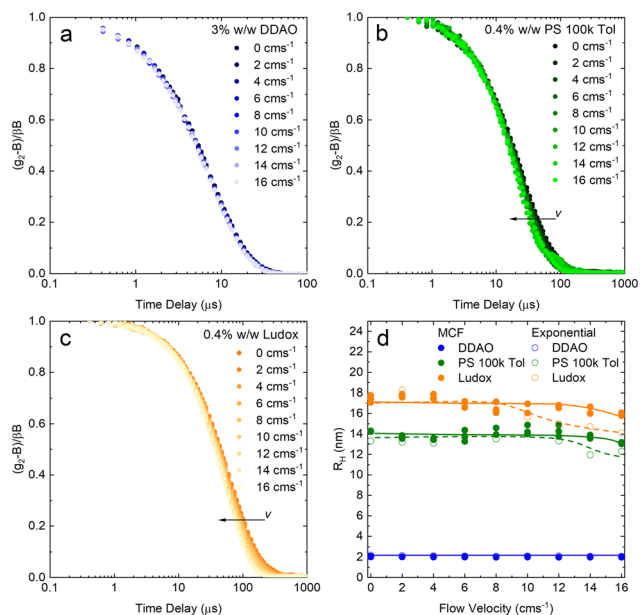 a
3% w/w DDAO
0 cms-1
2 cms-1
4 cms-1
6 cms-1
8 cms-1
10 cms-1
12 cms-1
14 cms-1
16 cms-1
(g2-B)/βB
1.0
0.8
0.6
0.4
0.2
0.0
0.1
1
10
100
Time Delay (μs)
b
0.4% w/w PS 100k Tol
0 cms-1
2 cms-1
4 cms-1
6 cms-1
8 cms-1
10 cms-1
12 cms-1
14 cms-1
16 cms-1
v
(g2-B)/βB
1.0
0.8
0.6
0.4
0.2
0.0
0.1
1
10
100
1000
Time Delay (μs)
c
0.4% w/w Ludox
0 cms-1
2 cms-1
4 cms-1
6 cms-1
8 cms-1
10 cms-1
12 cms-1
14 cms-1
16 cms-1
v
(g2-B)/βB
1.0
0.8
0.6
0.4
0.2
0.0
0.1
1
10
100
1000
Time Delay (μs)
d
MCF Exponential
DDAO DDAO
PS 100k Tol PS 100k Tol
Ludox Ludox
RH (nm)
24
22
20
18
16
14
12
10
8
6
4
2
0
0 2 4 6 8 10 12 14 16
Flow Velocity (cms-1)